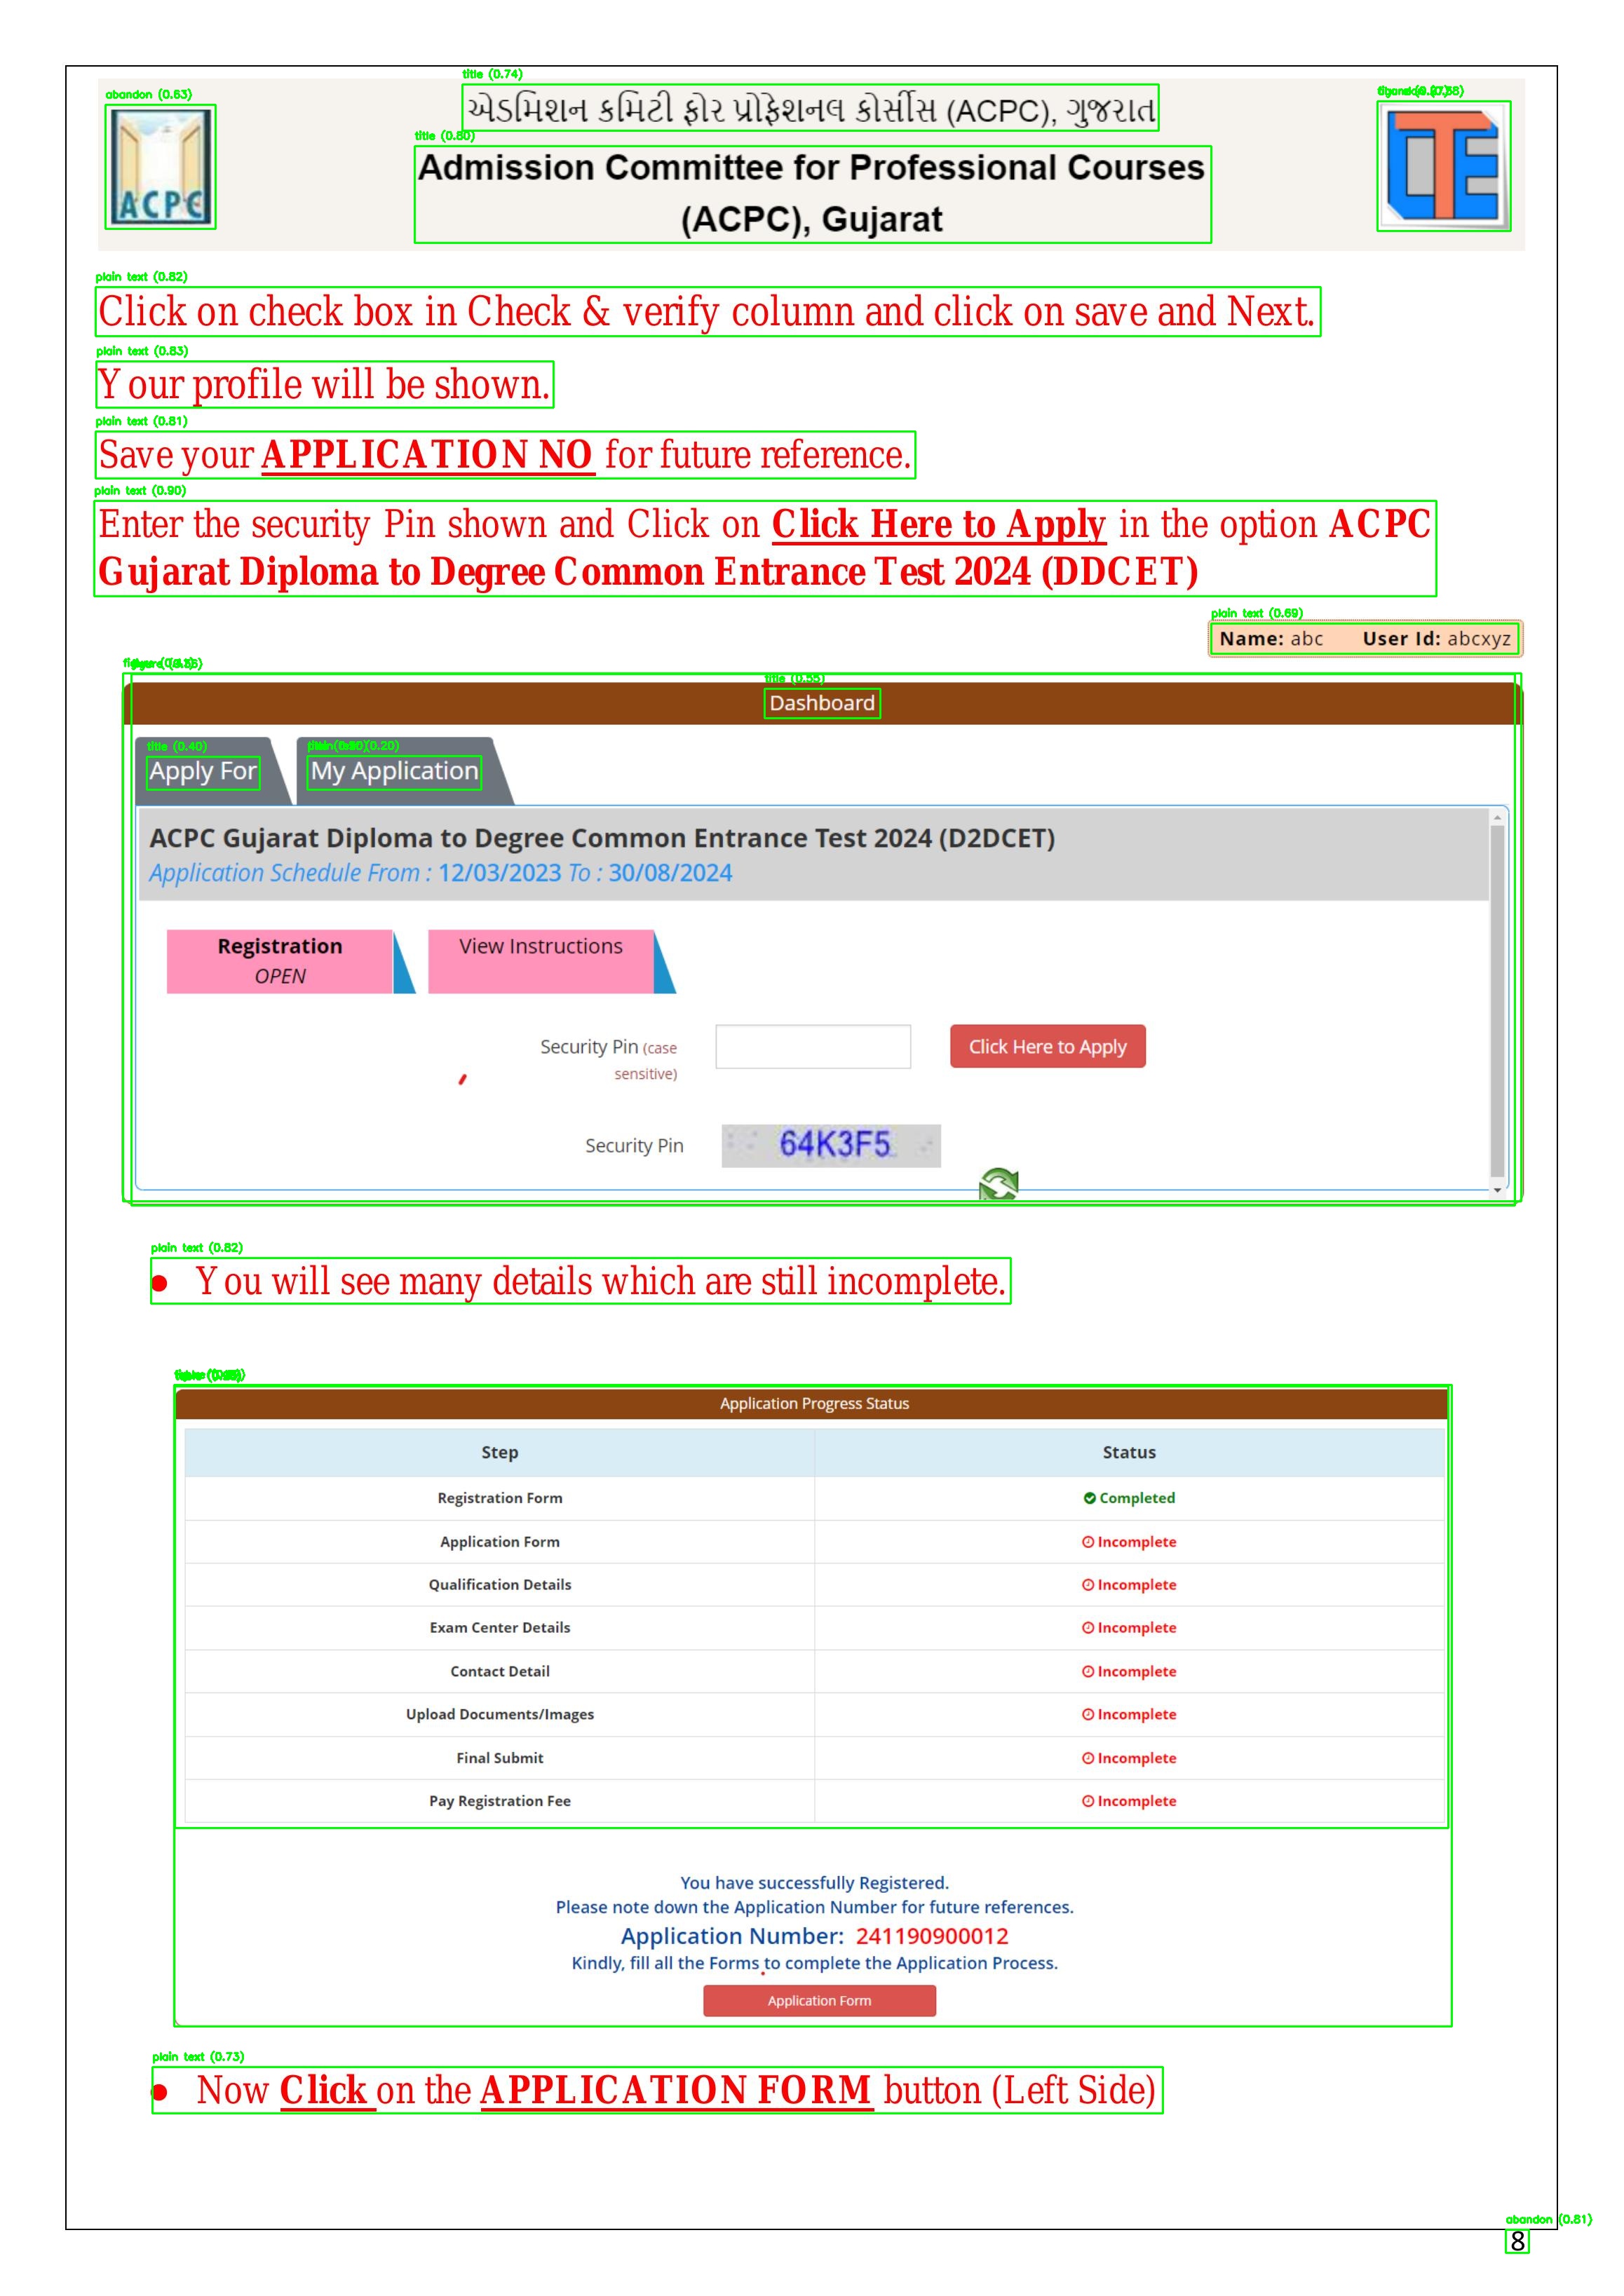 title (0.74)
abandon (0.63)
ACPC
એડમિશન કમિટી ફોર પ્રોફેશનલ કોર્સીસ (ACPC), ગુજરાત
title (0.80)
Admission Committee for Professional Courses
(ACPC), Gujarat
plain text (0.82)
Click on check box in Check & verify column and click on save and Next.
plain text (0.83)
Your profile will be shown.
plain text (0.81)
Save your APPLICATION NO for future reference.
plain text (0.90)
Enter the security Pin shown and Click on Click Here to Apply in the option ACPC
Gujarat Diploma to Degree Common Entrance Test 2024 (DDCET)
plain text (0.69)
Name: abc User Id: abcxyz
title (0.55)
Dashboard
title (0.40)
Apply For My Application
ACPC Gujarat Diploma to Degree Common Entrance Test 2024 (D2DCET)
Application Schedule From : 12/03/2023 To : 30/08/2024
Registration View Instructions
OPEN
Security Pin (case Click Here to Apply
sensitive)
Security Pin 64K3F5
plain text (0.82)
● You will see many details which are still incomplete.
Application Progress Status
Step Status
Registration Form Completed
Application Form Incomplete
Qualification Details Incomplete
Exam Center Details Incomplete
Contact Detail Incomplete
Upload Documents/Images Incomplete
Final Submit Incomplete
Pay Registration Fee Incomplete
You have successfully Registered.
Please note down the Application Number for future references.
Application Number: 241190900012
Kindly, fill all the Forms to complete the Application Process.
Application Form
plain text (0.73)
● Now Click on the APPLICATION FORM button (Left Side)
abandon (0.81)
8